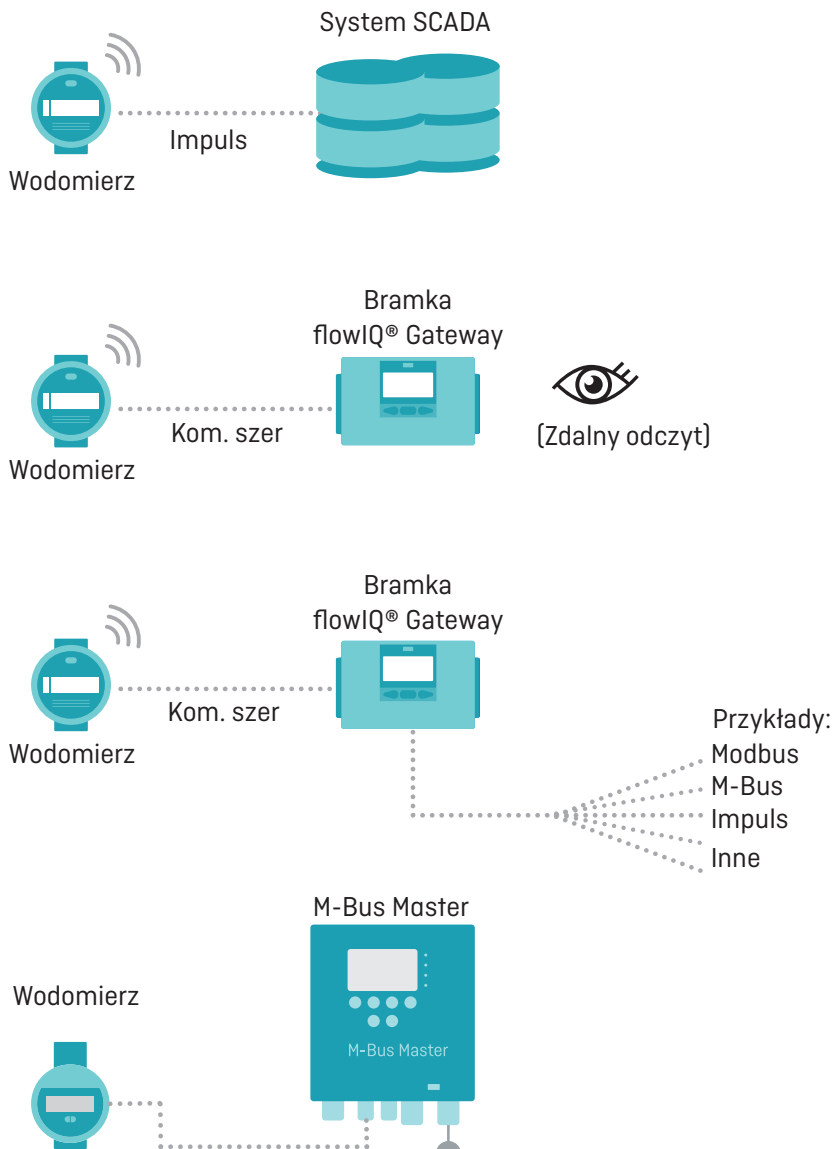 System SCADA
Impuls
Wodomierz
Bramka
flowIQ® Gateway
Kom. szer
(Zdalny odczyt)
Wodomierz
Bramka
flowIQ® Gateway
Kom. szer
Wodomierz
Przykłady:
Modbus
M-Bus
Impuls
Inne
M-Bus Master
Wodomierz
M-Bus Master